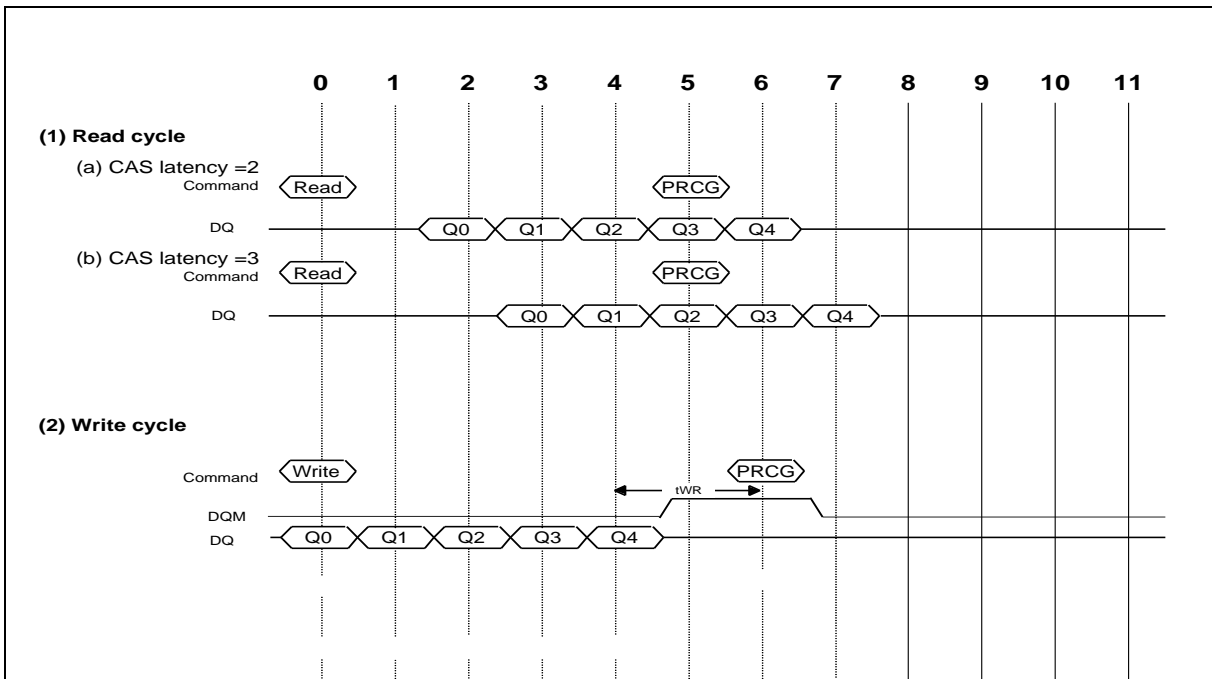 0 1 2 3 4 5 6 7 8 9 10 11
(1) Read cycle
(a) CAS latency =2
Command Read PRCG
DQ Q0 Q1 Q2 Q3 Q4
(b) CAS latency =3
Command Read PRCG
DQ Q0 Q1 Q2 Q3 Q4
(2) Write cycle
Command Write PRCG
tWR
DQM
DQ Q0 Q1 Q2 Q3 Q4